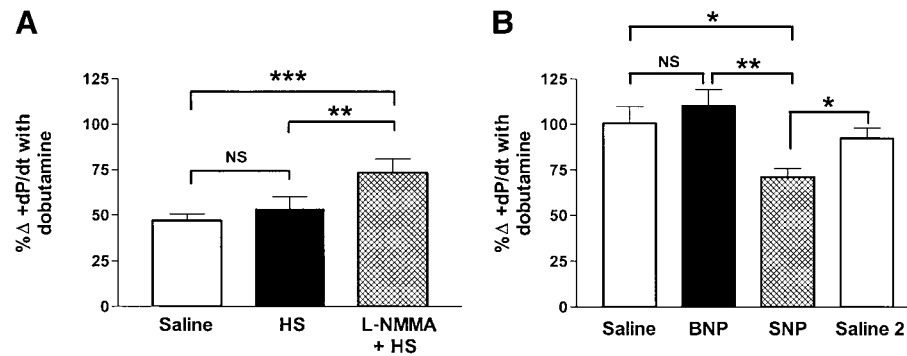 A
B
%Δ +dP/dt with
dobutamine
125
100
75
50
25
0
***
**
NS
Saline
HS
L-NMMA
+ HS
%Δ +dP/dt with
dobutamine
125
100
75
50
25
0
*
NS
**
*
Saline
BNP
SNP
Saline 2